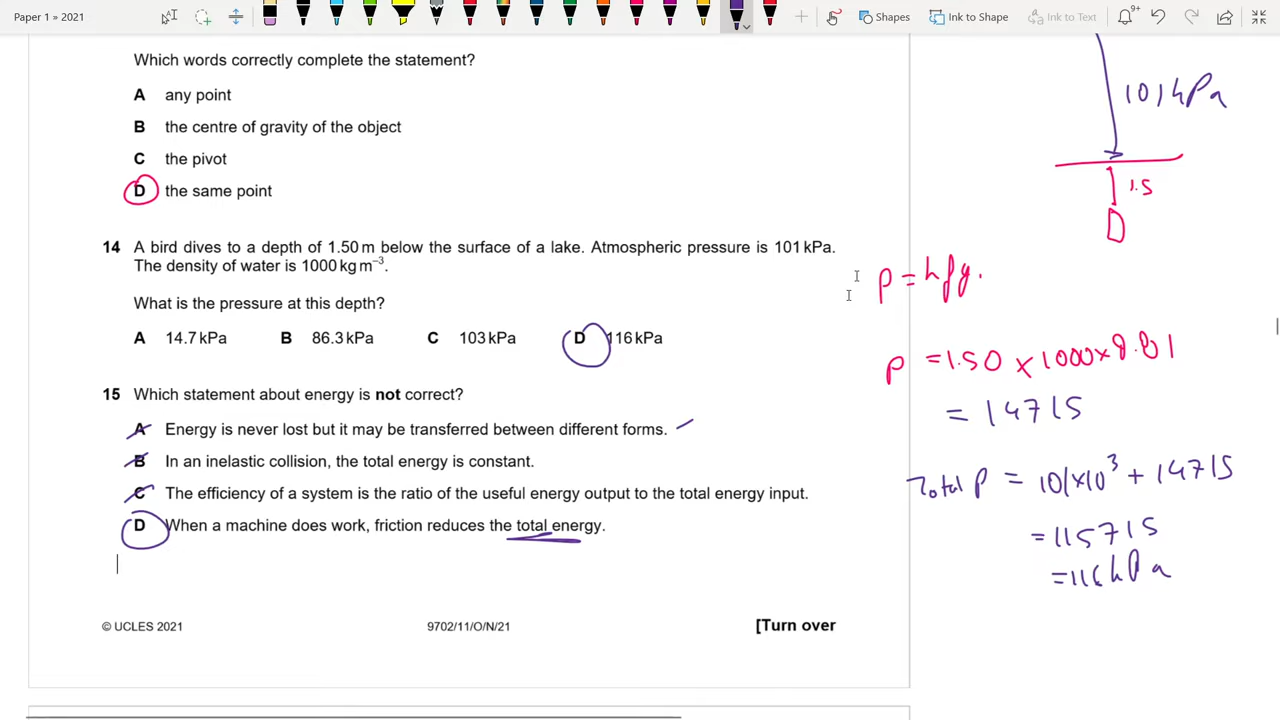 Paper 1 » 2021
Shapes
Ink to Shape
Ink to Text
9+
Which words correctly complete the statement?
A any point
B the centre of gravity of the object
C the pivot
D the same point
101 kPa
1.5
D
14 A bird dives to a depth of 1.50 m below the surface of a lake. Atmospheric pressure is 101 kPa.
The density of water is 1000 kg m⁻³.
What is the pressure at this depth?
A 14.7 kPa B 86.3 kPa C 103 kPa D 116 kPa
P = hρg.
P = 1.50 × 1000 × 9.81
= 14715
Total P = 101×10³ + 14715
= 115715
= 116 kPa
15 Which statement about energy is not correct?
A Energy is never lost but it may be transferred between different forms.
B In an inelastic collision, the total energy is constant.
C The efficiency of a system is the ratio of the useful energy output to the total energy input.
D When a machine does work, friction reduces the total energy.
© UCLES 2021
9702/11/O/N/21
[Turn over